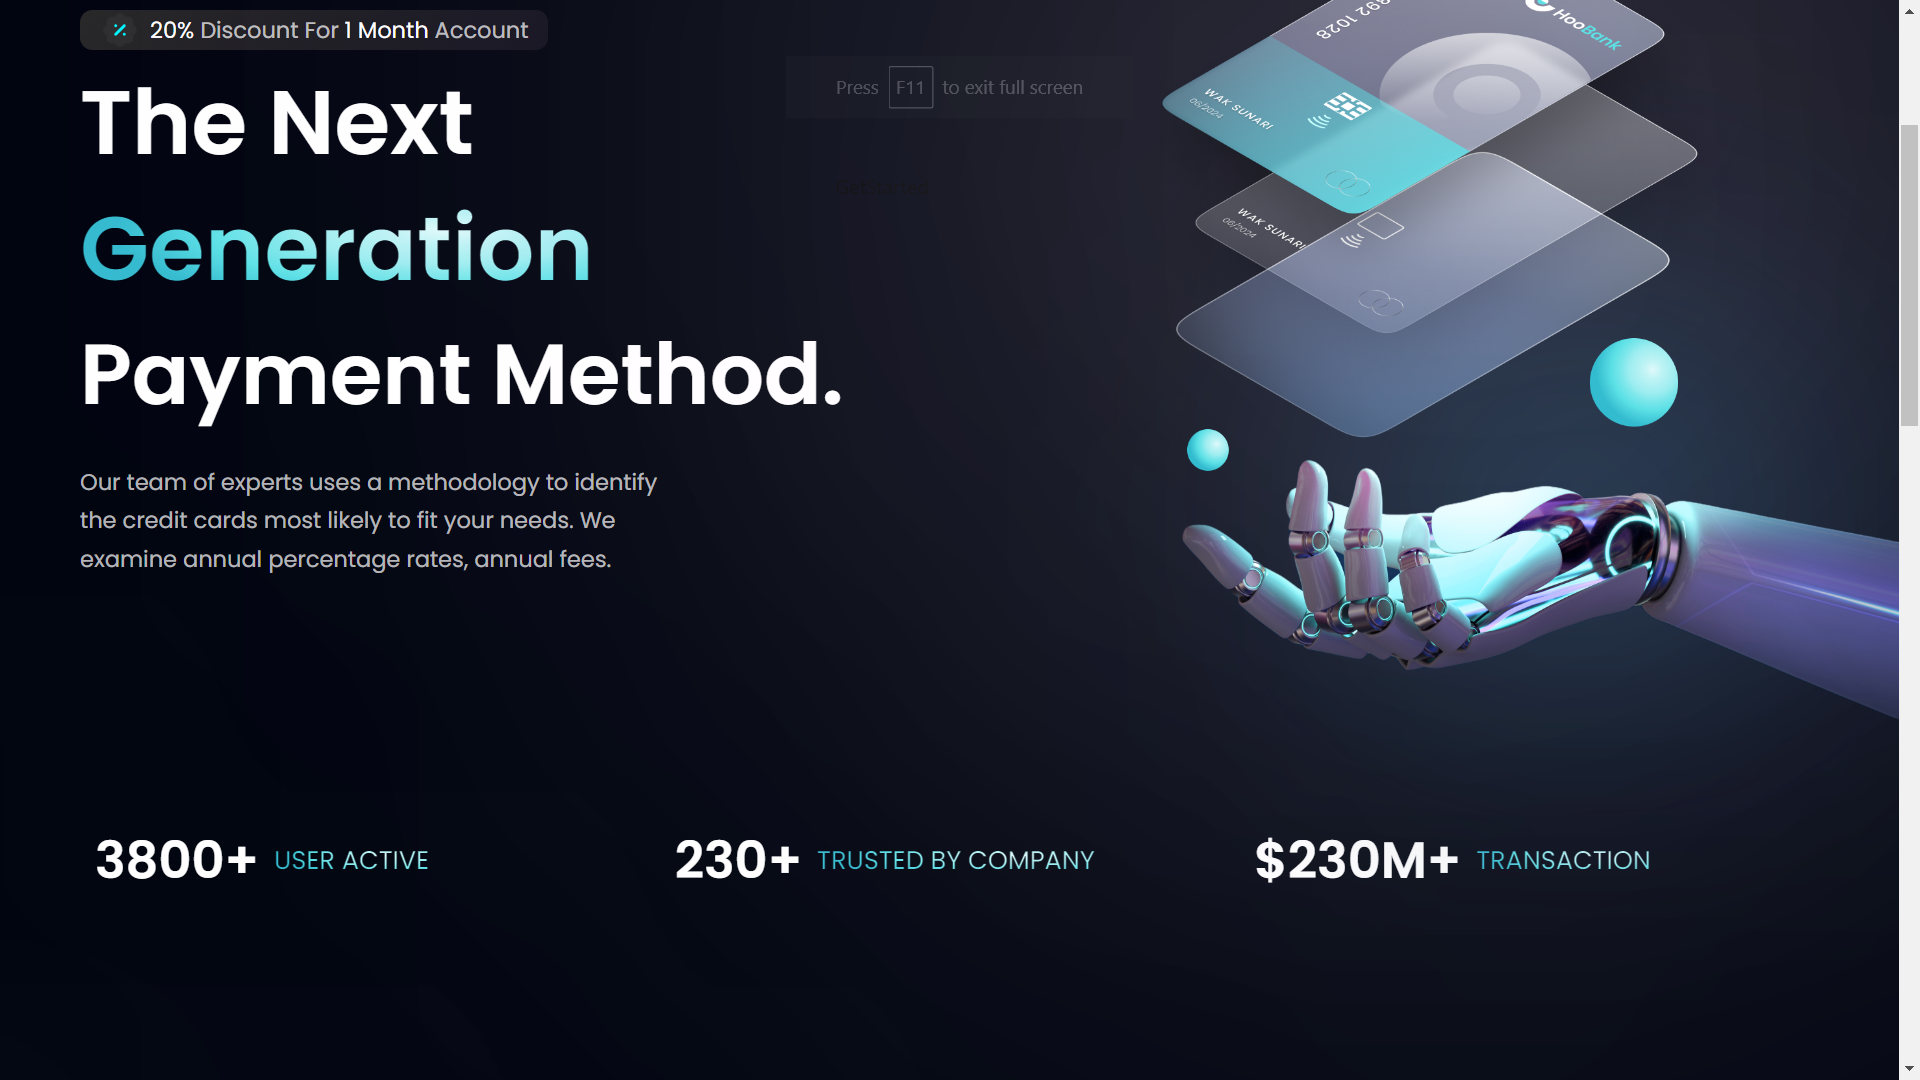 20% Discount For 1 Month Account
The Next
Generation
Payment Method.
Our team of experts uses a methodology to identify
the credit cards most likely to fit your needs. We
examine annual percentage rates, annual fees.
Press F11 to exit full screen
892 1028
HooBank
WAK SUNARI
06/2024
WAK SUNARI
06/2024
3800+ USER ACTIVE
230+ TRUSTED BY COMPANY
$230M+ TRANSACTION